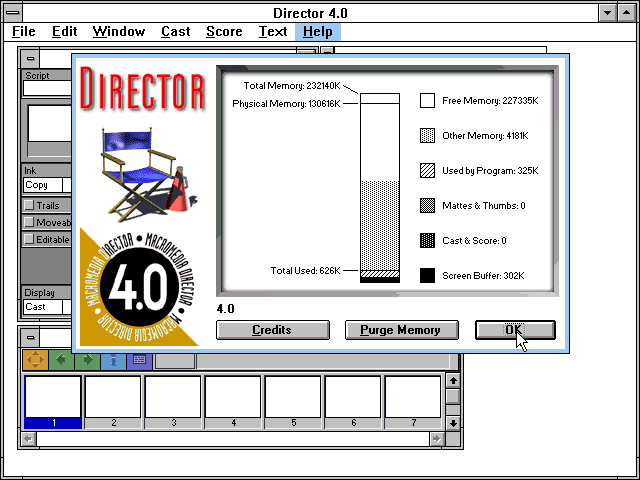 Director 4.0
File Edit Window Cast Score Text Help
Script
Ink
Copy
Trails
Moveab
Editable
Display
Cast
DIRECTOR
MACROMEDIA DIRECTOR • MACROMEDIA DIRECTOR • MACROMEDIA DIRECTOR •
4.0
Total Memory: 232140K
Physical Memory: 130616K
Total Used: 626K
Free Memory: 227335K
Other Memory: 4181K
Used by Program: 325K
Mattes & Thumbs: 0
Cast & Score: 0
Screen Buffer: 302K
4.0
Credits
Purge Memory
OK
1 2 3 4 5 6 7